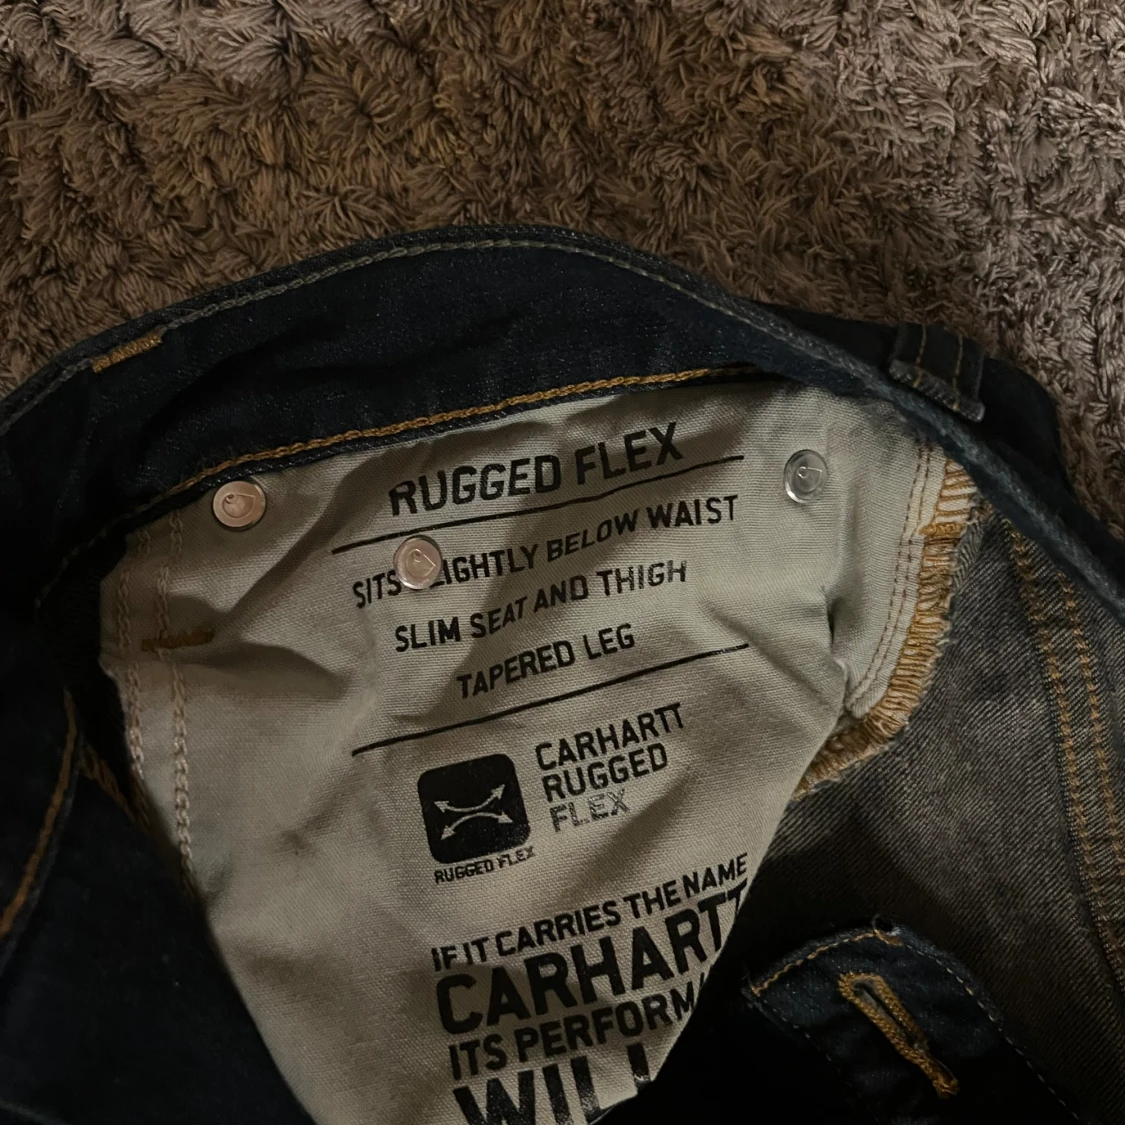 RUGGED FLEX
SITS SLIGHTLY BELOW WAIST
SLIM SEAT AND THIGH
TAPERED LEG
CARHARTT
RUGGED
FLEX
RUGGED FLEX
IF IT CARRIES THE NAME
CARHARTT
ITS PERFORM
WILL